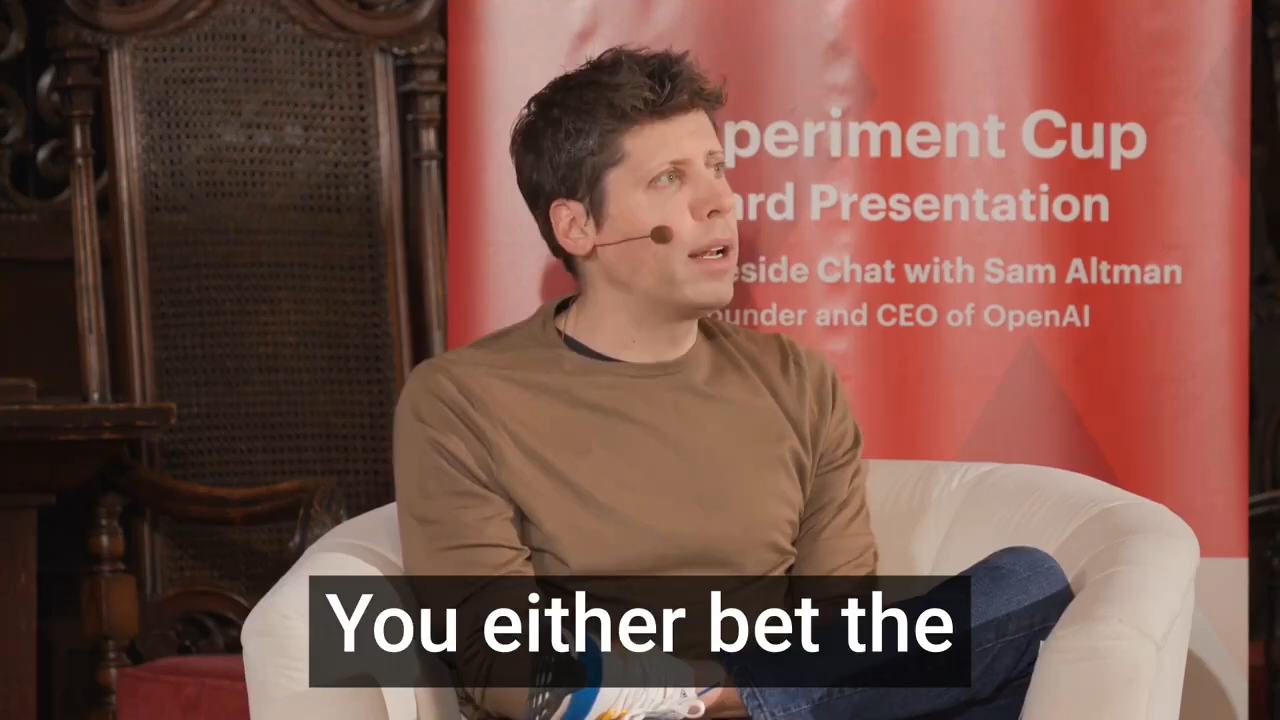 periment Cup
ard Presentation
eside Chat with Sam Altman
ounder and CEO of OpenAI
You either bet the